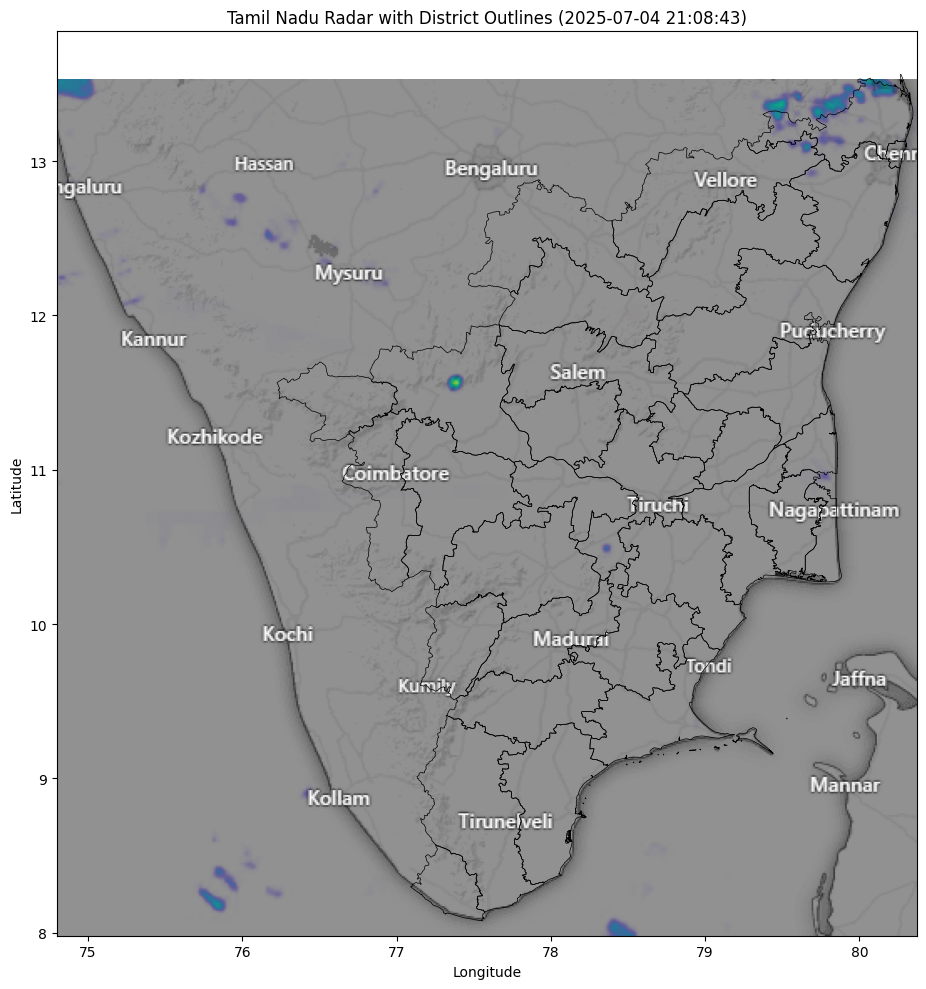 Tamil Nadu Radar with District Outlines (2025-07-04 21:08:43)
13
12
11
10
9
8
Latitude
Hassan
Bengaluru
Chenn
ngaluru
Vellore
Mysuru
Kannur
Puducherry
Salem
Kozhikode
Coimbatore
Tiruchi
Nagapattinam
Kochi
Madurai
Tondi
Kumily
Jaffna
Kollam
Mannar
Tirunelveli
75
76
77
78
79
80
Longitude